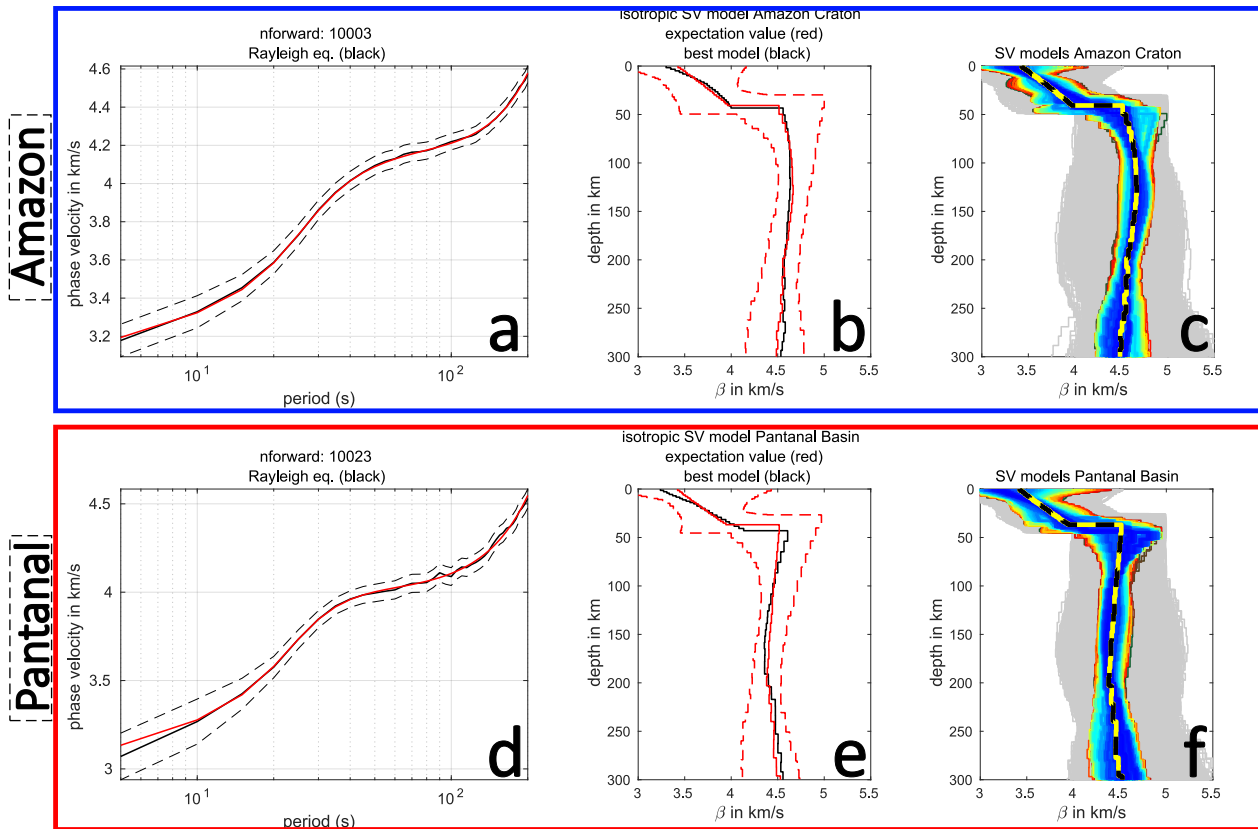 Amazon
nforward: 10003
Rayleigh eq. (black)
phase velocity in km/s
4.6
4.4
4.2
4
3.8
3.6
3.4
3.2
10^1
10^2
period (s)
a
isotropic SV model Amazon Craton
expectation value (red)
best model (black)
depth in km
0
50
100
150
200
250
300
3
3.5
4
4.5
5
5.5
β in km/s
b
SV models Amazon Craton
depth in km
0
50
100
150
200
250
300
3
3.5
4
4.5
5
5.5
β in km/s
c
Pantanal
nforward: 10023
Rayleigh eq. (black)
phase velocity in km/s
4.5
4
3.5
3
10^1
10^2
period (s)
d
isotropic SV model Pantanal Basin
expectation value (red)
best model (black)
depth in km
0
50
100
150
200
250
300
3
3.5
4
4.5
5
5.5
β in km/s
e
SV models Pantanal Basin
depth in km
0
50
100
150
200
250
300
3
3.5
4
4.5
5
5.5
β in km/s
f